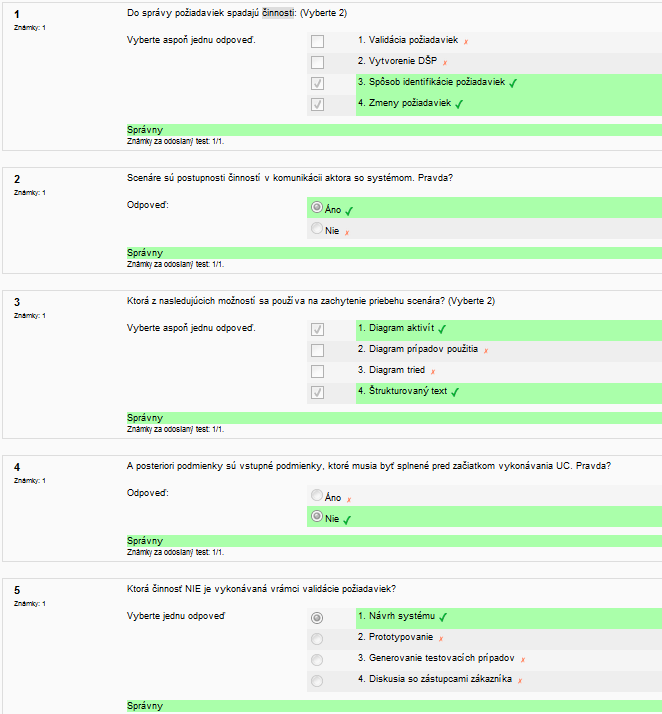 1
Známky: 1
Do správy požiadaviek spadajú činnosti: (Vyberte 2)
Vyberte aspoň jednu odpoveď.
1. Validácia požiadaviek
2. Vytvorenie DŠP
3. Spôsob identifikácie požiadaviek
4. Zmeny požiadaviek
Správny
Známky za odoslaný test: 1/1.
2
Známky: 1
Scenáre sú postupnosti činností v komunikácii aktora so systémom. Pravda?
Odpoveď:
Áno
Nie
Správny
Známky za odoslaný test: 1/1.
3
Známky: 1
Ktorá z nasledujúcich možností sa používa na zachytenie priebehu scenára? (Vyberte 2)
Vyberte aspoň jednu odpoveď.
1. Diagram aktivít
2. Diagram prípadov použitia
3. Diagram tried
4. Štrukturovaný text
Správny
Známky za odoslaný test: 1/1.
4
Známky: 1
A posteriori podmienky sú vstupné podmienky, ktoré musia byť splnené pred začiatkom vykonávania UC. Pravda?
Odpoveď:
Áno
Nie
Správny
Známky za odoslaný test: 1/1.
5
Známky: 1
Ktorá činnosť NIE je vykonávaná vrámci validácie požiadaviek?
Vyberte jednu odpoveď
1. Návrh systému
2. Prototypovanie
3. Generovanie testovacích prípadov
4. Diskusia so zástupcami zákazníka
Správny